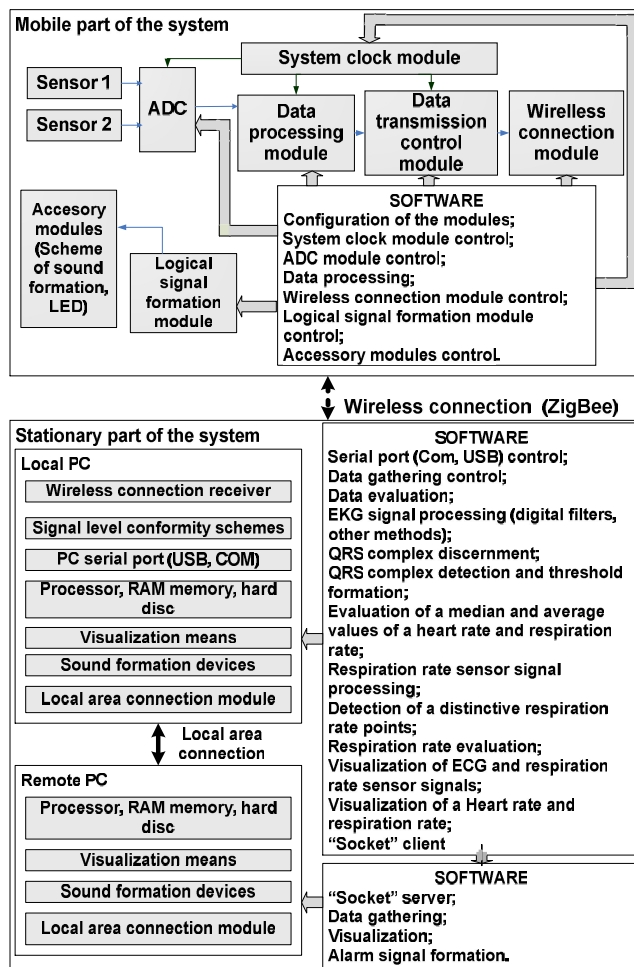 Mobile part of the system
System clock module
Sensor 1
Sensor 2
ADC
Data
processing
module
Data
transmission
control
module
Wirelless
connection
module
Accesory
modules
(Scheme
of sound
formation,
LED)
Logical
signal
formation
module
SOFTWARE
Configuration of the modules;
System clock module control;
ADC module control;
Data processing;
Wireless connection module control;
Logical signal formation module
control;
Accessory modules control.
Wireless connection (ZigBee)
Stationary part of the system
Local PC
Wireless connection receiver
Signal level conformity schemes
PC serial port (USB, COM)
Processor, RAM memory, hard
disc
Visualization means
Sound formation devices
Local area connection module
SOFTWARE
Serial port (Com, USB) control;
Data gathering control;
Data evaluation;
EKG signal processing (digital filters,
other methods);
QRS complex discernment;
QRS complex detection and threshold
formation;
Evaluation of a median and average
values of a heart rate and respiration
rate;
Respiration rate sensor signal
processing;
Detection of a distinctive respiration
rate points;
Respiration rate evaluation;
Visualization of ECG and respiration
rate sensor signals;
Visualization of a Heart rate and
respiration rate;
“Socket” client
Local area
connection
Remote PC
Processor, RAM memory, hard
disc
Visualization means
Sound formation devices
Local area connection module
SOFTWARE
“Socket” server;
Data gathering;
Visualization;
Alarm signal formation.